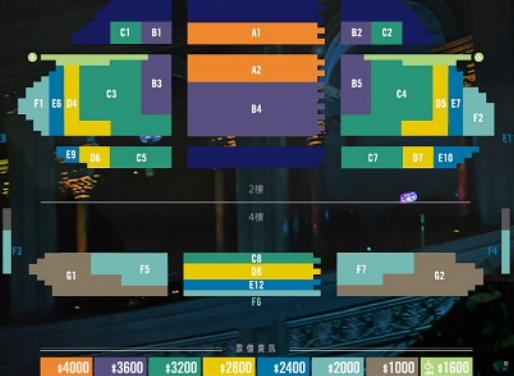 C1 B1 A1 B2 C2
A2
B3 B5
F1 E6 D4 C3 B4 C4 D5 E7 F2
E9 D6 C5 C7 D7 E10
2樓
4樓
F3 F4
C8
G1 F5 D8 F7 G2
E12
F6
票價資訊
$4000 $3600 $3200 $2800 $2400 $2000 $1000 $1600